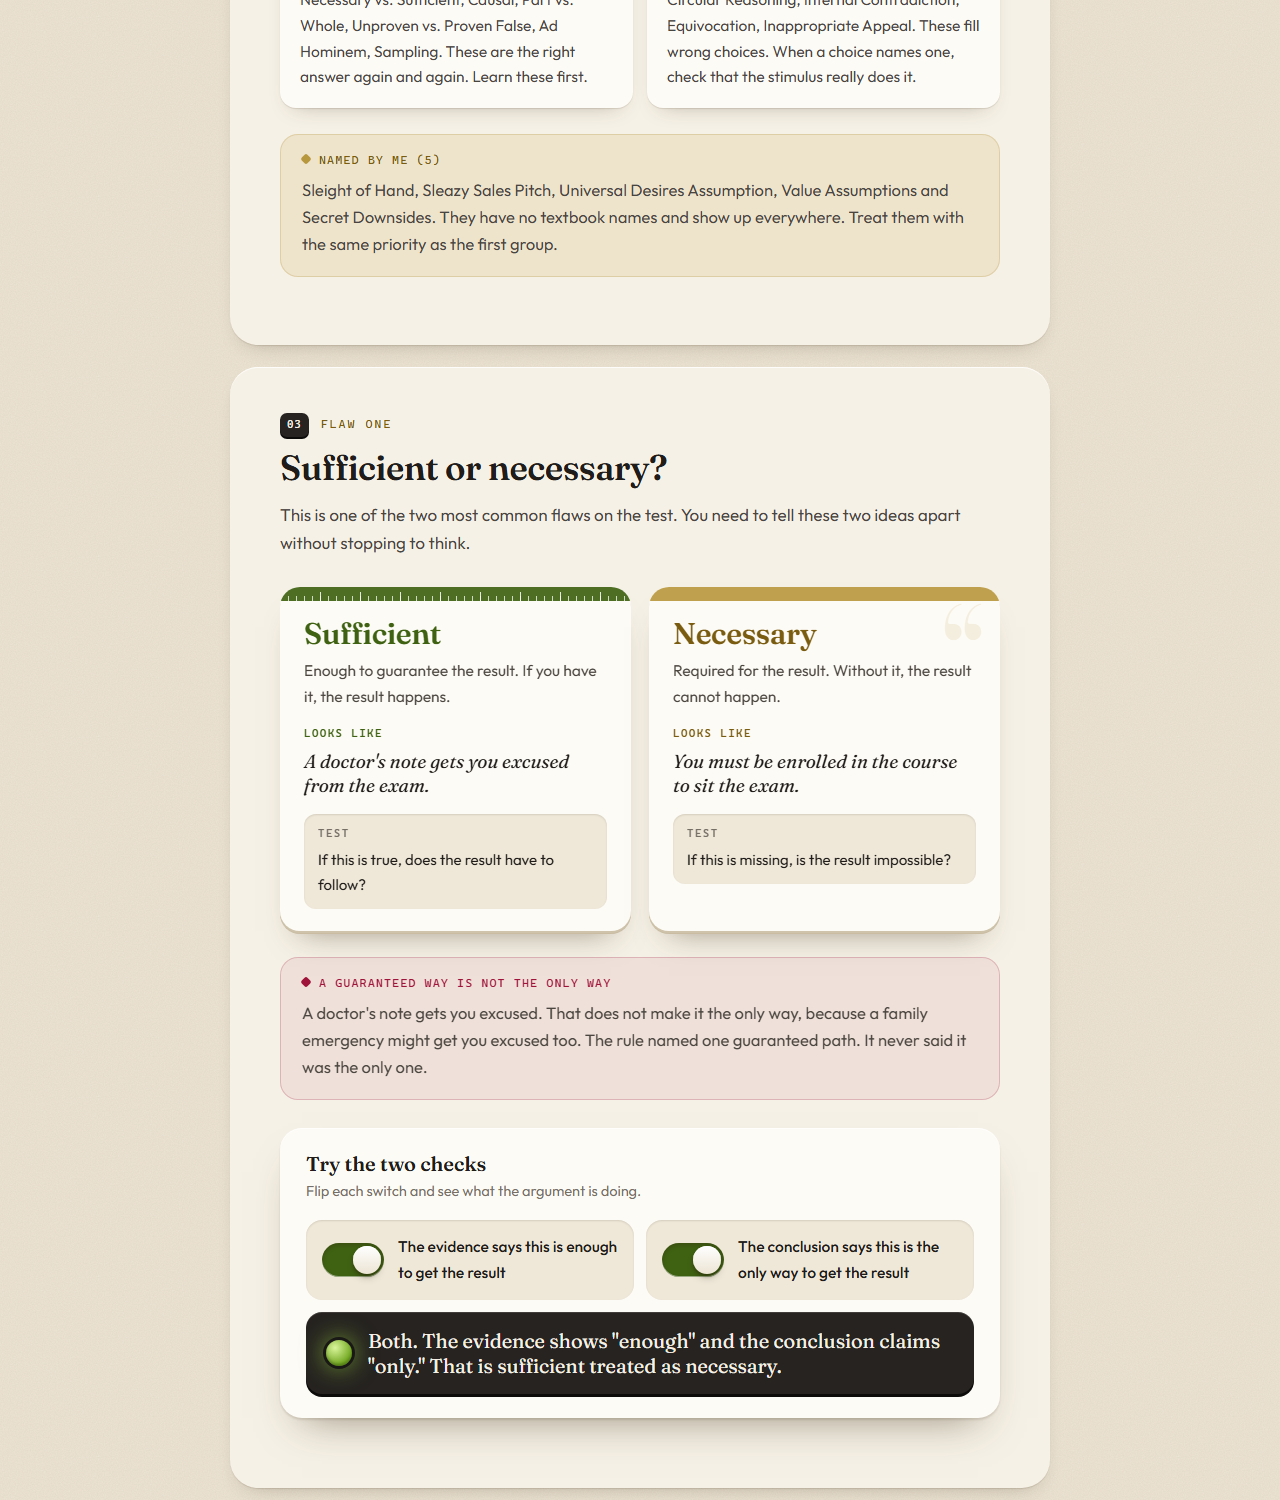 Necessary vs. Sufficient, Causal, Part vs.
Whole, Unproven vs. Proven False, Ad
Hominem, Sampling. These are the right
answer again and again. Learn these first.
Circular Reasoning, Internal Contradiction,
Equivocation, Inappropriate Appeal. These fill
wrong choices. When a choice names one,
check that the stimulus really does it.
NAMED BY ME (5)
Sleight of Hand, Sleazy Sales Pitch, Universal Desires Assumption, Value Assumptions and
Secret Downsides. They have no textbook names and show up everywhere. Treat them with
the same priority as the first group.
03 FLAW ONE
Sufficient or necessary?
This is one of the two most common flaws on the test. You need to tell these two ideas apart
without stopping to think.
Sufficient
Enough to guarantee the result. If you have
it, the result happens.
LOOKS LIKE
A doctor's note gets you excused
from the exam.
TEST
If this is true, does the result have to
follow?
“
Necessary
Required for the result. Without it, the result
cannot happen.
LOOKS LIKE
You must be enrolled in the course
to sit the exam.
TEST
If this is missing, is the result impossible?
A GUARANTEED WAY IS NOT THE ONLY WAY
A doctor's note gets you excused. That does not make it the only way, because a family
emergency might get you excused too. The rule named one guaranteed path. It never said it
was the only one.
Try the two checks
Flip each switch and see what the argument is doing.
The evidence says this is enough
to get the result
The conclusion says this is the
only way to get the result
Both. The evidence shows "enough" and the conclusion claims
"only." That is sufficient treated as necessary.